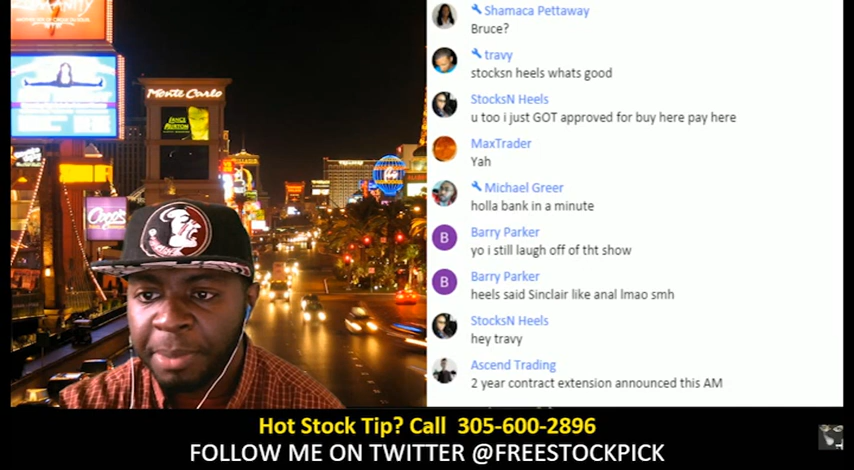 HUMANITY
Monte Carlo
LANCE
BURTON
Shamaca Pettaway
Bruce?
travy
stocksn heels whats good
StocksN Heels
u too i just GOT approved for buy here pay here
MaxTrader
Yah
Michael Greer
holla bank in a minute
Barry Parker
B
yo i still laugh off of tht show
Barry Parker
B
heels said Sinclair like anal lmao smh
StocksN Heels
hey travy
Ascend Trading
2 year contract extension announced this AM
Hot Stock Tip? Call 305-600-2896
FOLLOW ME ON TWITTER @FREESTOCKPICK